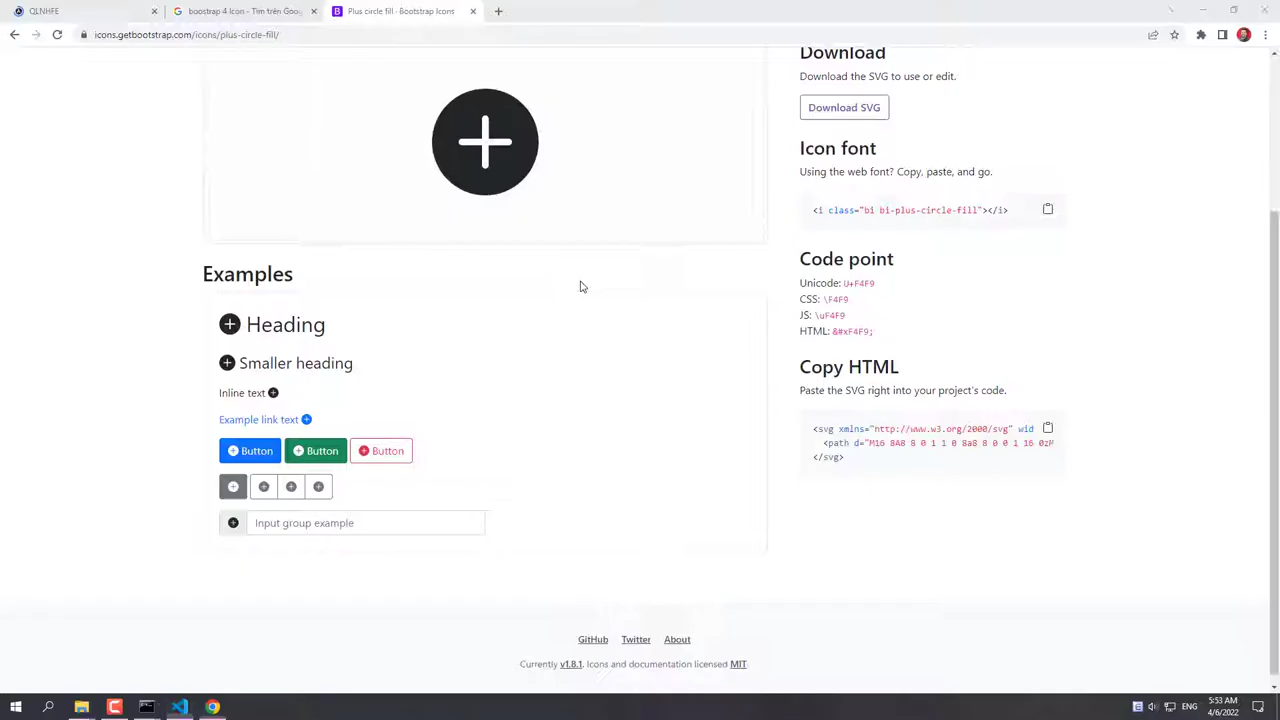 QLNHFE
boostrap 4 Icon - Tìm trên Goog
Plus circle fill · Bootstrap Icons
icons.getbootstrap.com/icons/plus-circle-fill/
Download
Download the SVG to use or edit.
Download SVG
Icon font
Using the web font? Copy, paste, and go.
<i class="bi bi-plus-circle-fill"></i>
Examples
Heading
Smaller heading
Inline text
Example link text
Button Button Button
Input group example
Code point
Unicode: U+F4F9
CSS: \F4F9
JS: \uF4F9
HTML: &#xF4F9;
Copy HTML
Paste the SVG right into your project's code.
<svg xmlns="http://www.w3.org/2000/svg" wid
<path d="M16 8A8 8 0 1 1 0 8a8 8 0 0 1 16 0zM
</svg>
GitHub Twitter About
Currently v1.8.1. Icons and documentation licensed MIT
ENG
5:53 AM
4/6/2022